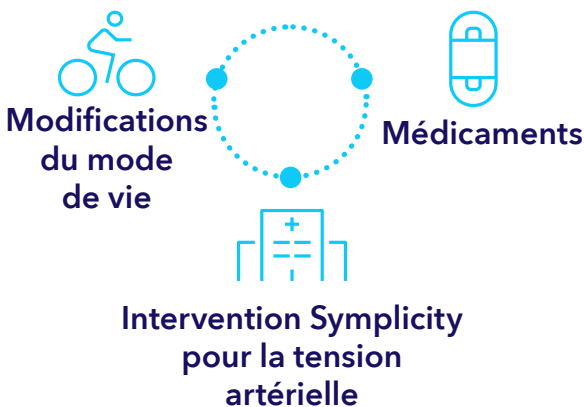 Modifications
du mode
de vie
Médicaments
Intervention Symplicity
pour la tension
artérielle